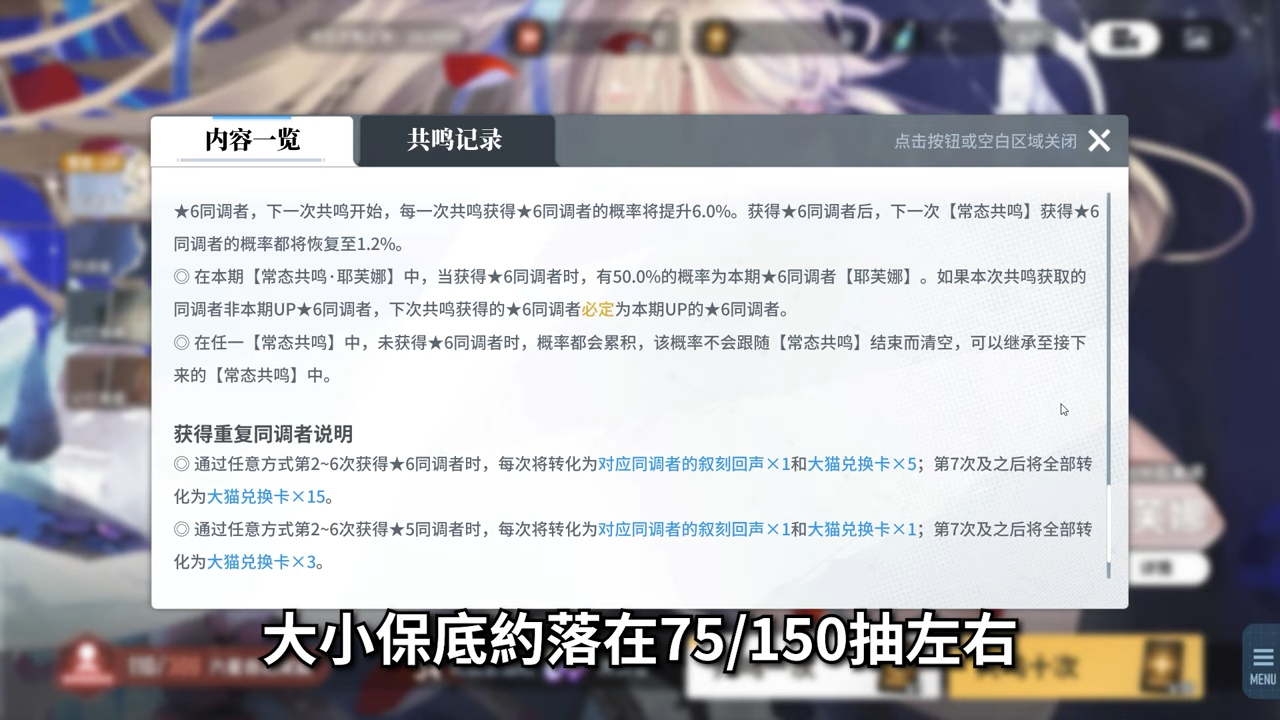 内容一览
共鸣记录
点击按钮或空白区域关闭
★6同调者，下一次共鸣开始，每一次共鸣获得★6同调者的概率将提升6.0%。获得★6同调者后，下一次【常态共鸣】获得★6
同调者的概率都将恢复至1.2%。
◎ 在本期【常态共鸣·耶芙娜】中，当获得★6同调者时，有50.0%的概率为本期★6同调者【耶芙娜】。如果本次共鸣获取的
同调者非本期UP★6同调者，下次共鸣获得的★6同调者必定为本期UP的★6同调者。
◎ 在任一【常态共鸣】中，未获得★6同调者时，概率都会累积，该概率不会跟随【常态共鸣】结束而清空，可以继承至接下
来的【常态共鸣】中。
获得重复同调者说明
◎ 通过任意方式第2~6次获得★6同调者时，每次将转化为对应同调者的叙刻回声×1和大猫兑换卡×5；第7次及之后将全部转
化为大猫兑换卡×15。
◎ 通过任意方式第2~6次获得★5同调者时，每次将转化为对应同调者的叙刻回声×1和大猫兑换卡×1；第7次及之后将全部转
化为大猫兑换卡×3。
大小保底約落在75/150抽左右
MENU